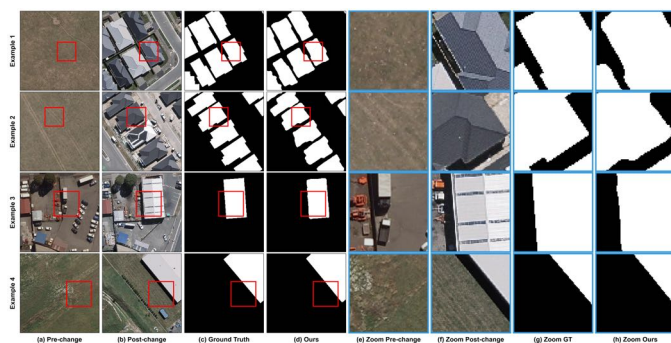 Example 1
Example 2
Example 3
Example 4
(a) Pre-change (b) Post-change (c) Ground Truth (d) Ours (e) Zoom Pre-change (f) Zoom Post-change (g) Zoom GT (h) Zoom Ours